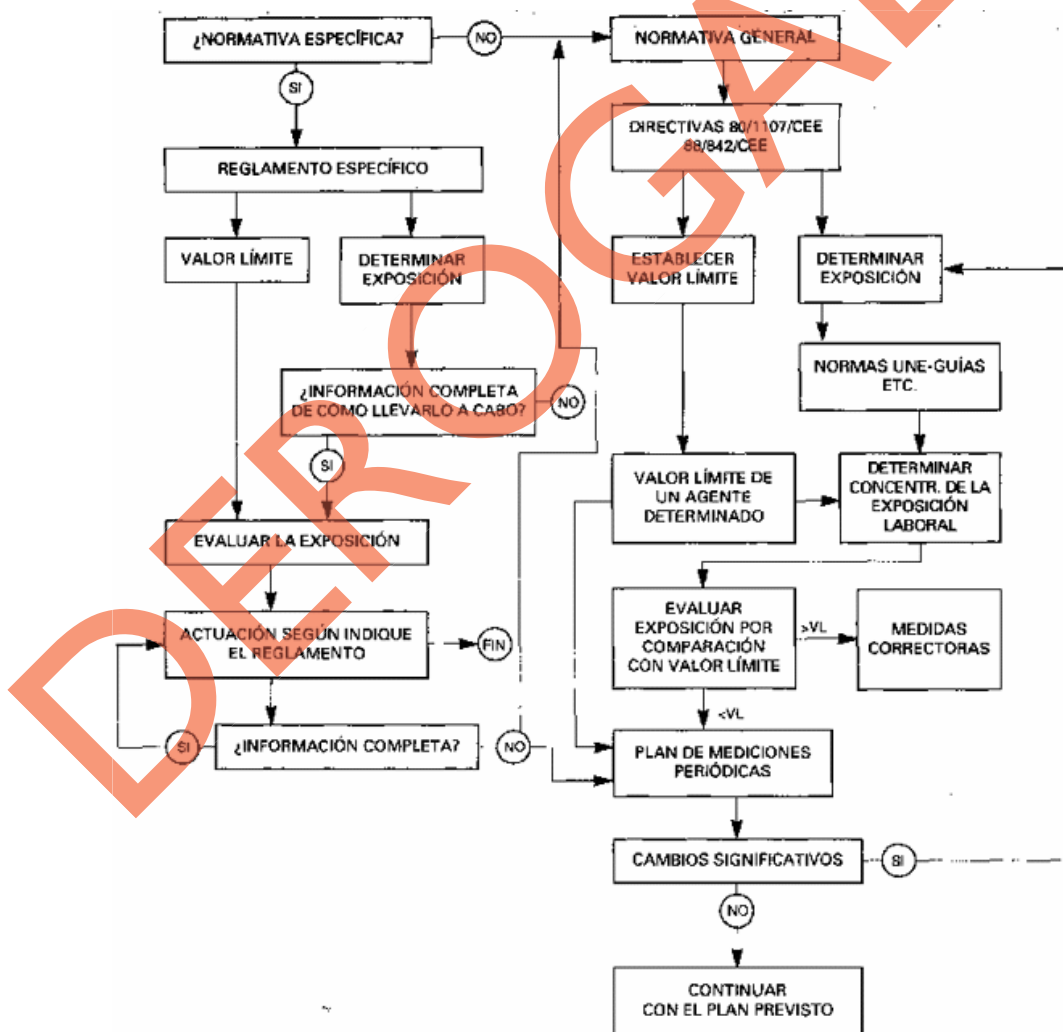 ¿NORMATIVA ESPECÍFICA?
NO
NORMATIVA GENERAL
SI
DIRECTIVAS 80/1107/CEE
88/842/CEE
REGLAMENTO ESPECÍFICO
VALOR LÍMITE
DETERMINAR
EXPOSICIÓN
ESTABLECER
VALOR LÍMITE
DETERMINAR
EXPOSICIÓN
¿INFORMACIÓN COMPLETA
DE CÓMO LLEVARLO A CABO?
NO
NORMAS UNE-GUÍAS
ETC.
SI
VALOR LÍMITE DE
UN AGENTE
DETERMINADO
DETERMINAR
CONCENTR. DE LA
EXPOSICIÓN
LABORAL
EVALUAR LA EXPOSICIÓN
ACTUACIÓN SEGÚN INDIQUE
EL REGLAMENTO
FIN
EVALUAR
EXPOSICIÓN POR
COMPARACIÓN
CON VALOR LÍMITE
>VL
MEDIDAS
CORRECTORAS
<VL
SI
¿INFORMACIÓN COMPLETA?
NO
PLAN DE MEDICIONES
PERIÓDICAS
CAMBIOS SIGNIFICATIVOS
SI
NO
CONTINUAR
CON EL PLAN PREVISTO
DEROGA